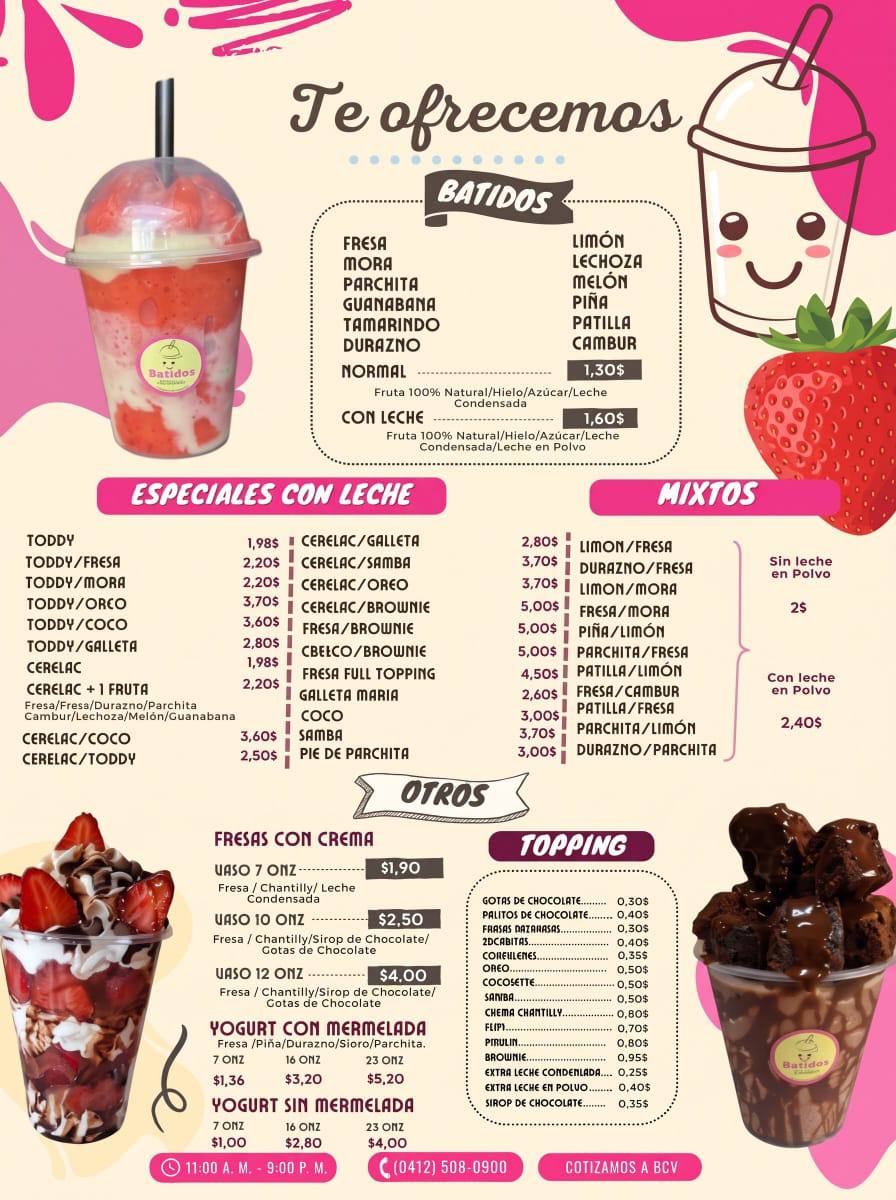 Te ofrecemos
BATIDOS
FRESA
MORA
PARCHITA
GUANABANA
TAMARINDO
DURAZNO
LIMÓN
LECHOZA
MELÓN
PIÑA
PATILLA
CAMBUR
NORMAL 1,30$
Fruta 100% Natural/Hielo/Azúcar/Leche
Condensada
CON LECHE 1,60$
Fruta 100% Natural/Hielo/Azúcar/Leche
Condensada/Leche en Polvo
Batidos
ESPECIALES CON LECHE
TODDY 1,98$
TODDY/FRESA 2,20$
TODDY/MORA 2,20$
TODDY/OREO 3,70$
TODDY/COCO 3,60$
TODDY/GALLETA 2,80$
CERELAC 1,98$
CERELAC + 1 FRUTA 2,20$
Fresa/Fresa/Durazno/Parchita
Cambur/Lechoza/Melón/Guanabana
CERELAC/COCO 3,60$
CERELAC/TODDY 2,50$
CERELAC/GALLETA 2,80$
CERELAC/SAMBA 3,70$
CERELAC/OREO 3,70$
CERELAC/BROWNIE 5,00$
FRESA/BROWNIE 5,00$
CBELCO/BROWNIE 5,00$
FRESA FULL TOPPING 4,50$
GALLETA MARIA 2,60$
COCO 3,00$
SAMBA 3,70$
PIE DE PARCHITA 3,00$
MIXTOS
LIMON/FRESA
DURAZNO/FRESA
LIMON/MORA
FRESA/MORA
PIÑA/LIMÓN
PARCHITA/FRESA
PATILLA/LIMÓN
FRESA/CAMBUR
PATILLA/FRESA
PARCHITA/LIMÓN
DURAZNO/PARCHITA
Sin leche
en Polvo
2$
Con leche
en Polvo
2,40$
OTROS
FRESAS CON CREMA
VASO 7 ONZ $1,90
Fresa / Chantilly/ Leche
Condensada
VASO 10 ONZ $2,50
Fresa / Chantilly/Sirop de Chocolate/
Gotas de Chocolate
VASO 12 ONZ $4,00
Fresa / Chantilly/Sirop de Chocolate/
Gotas de Chocolate
YOGURT CON MERMELADA
Fresa /Piña/Durazno/Sioro/Parchita.
7 ONZ 16 ONZ 23 ONZ
$1,36 $3,20 $5,20
YOGURT SIN MERMELADA
7 ONZ 16 ONZ 23 ONZ
$1,00 $2,80 $4,00
TOPPING
GOTAS DE CHOCOLATE......... 0,30$
PALITOS DE CHOCOLATE....... 0,40$
FRASAS DAZARASAS 0,30$
2DCABITAS 0,40$
0,35$
OREO 0,50$
COCOSETTE 0,50$
SANBA 0,50$
CHEMA CHANTILLY 0,80$
0,70$
PIRULIN 0,80$
BROWNIE 0,95$
EXTRA LECHE CONDENLADA.... 0,25$
EXTRA LECHE EN POLVO....... 0,40$
SIROP DE CHOCOLATE....... 0,35$
Batidos
11:00 A. M. - 9:00 P. M.
(0412) 508-0900
COTIZAMOS A BCV